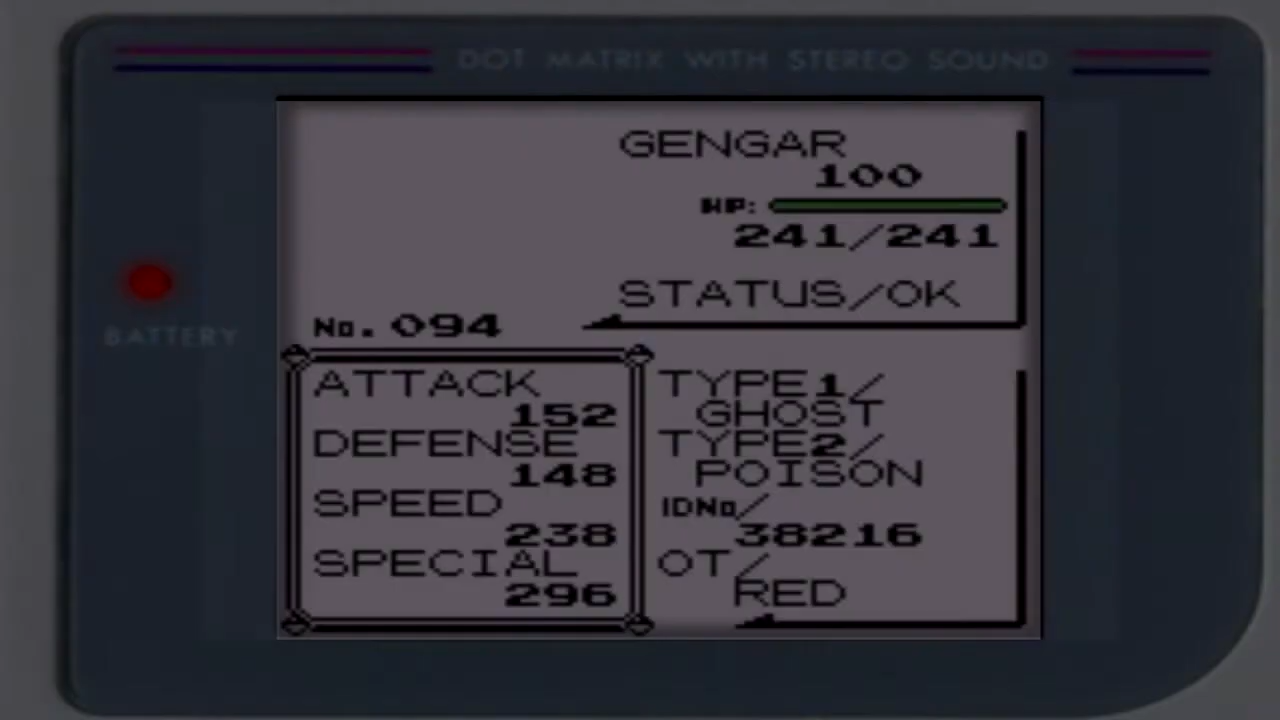 DOT MATRIX WITH STEREO SOUND
GENGAR
100
HP:
241/241
STATUS/OK
No. 094
BATTERY
ATTACK
152
DEFENSE
148
SPEED
238
SPECIAL
296
TYPE1/
GHOST
TYPE2/
POISON
IDNo/
38216
OT/
RED